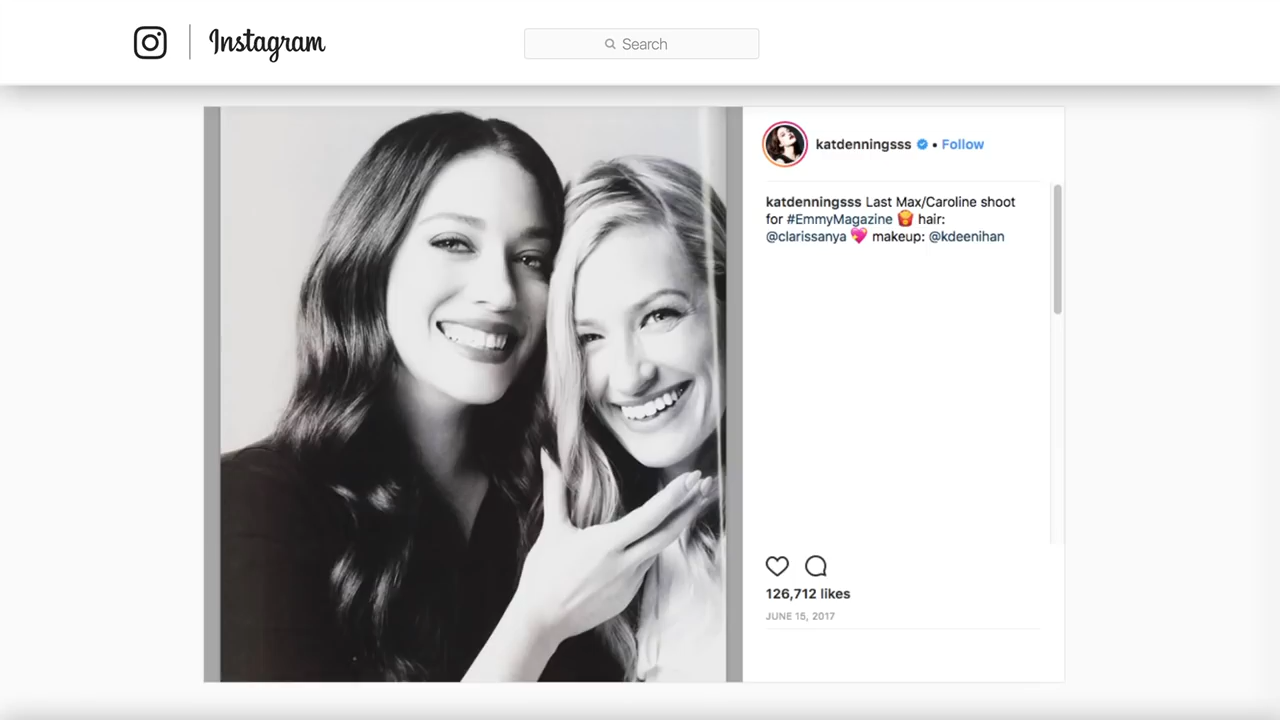 Instagram
Search
katdenningsss • Follow
katdenningsss Last Max/Caroline shoot
for #EmmyMagazine 🍟 hair:
@clarissanya 💖 makeup: @kdeenihan
126,712 likes
JUNE 15, 2017